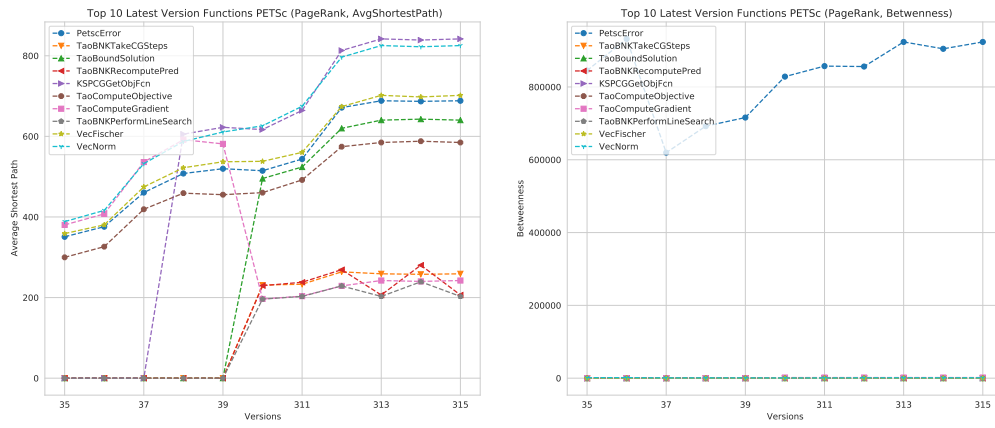 Top 10 Latest Version Functions PETSc (PageRank, AvgShortestPath)
PetscError
TaoBNKTakeCGSteps
TaoBoundSolution
TaoBNKRecomputePred
KSPCGGetObjFcn
TaoComputeObjective
TaoComputeGradient
TaoBNKPerformLineSearch
VecFischer
VecNorm
Average Shortest Path
800
600
400
200
0
35
37
39
311
313
315
Versions
Top 10 Latest Version Functions PETSc (PageRank, Betwenness)
PetscError
TaoBNKTakeCGSteps
TaoBoundSolution
TaoBNKRecomputePred
KSPCGGetObjFcn
TaoComputeObjective
TaoComputeGradient
TaoBNKPerformLineSearch
VecFischer
VecNorm
Betweenness
800000
600000
400000
200000
0
35
37
39
311
313
315
Versions